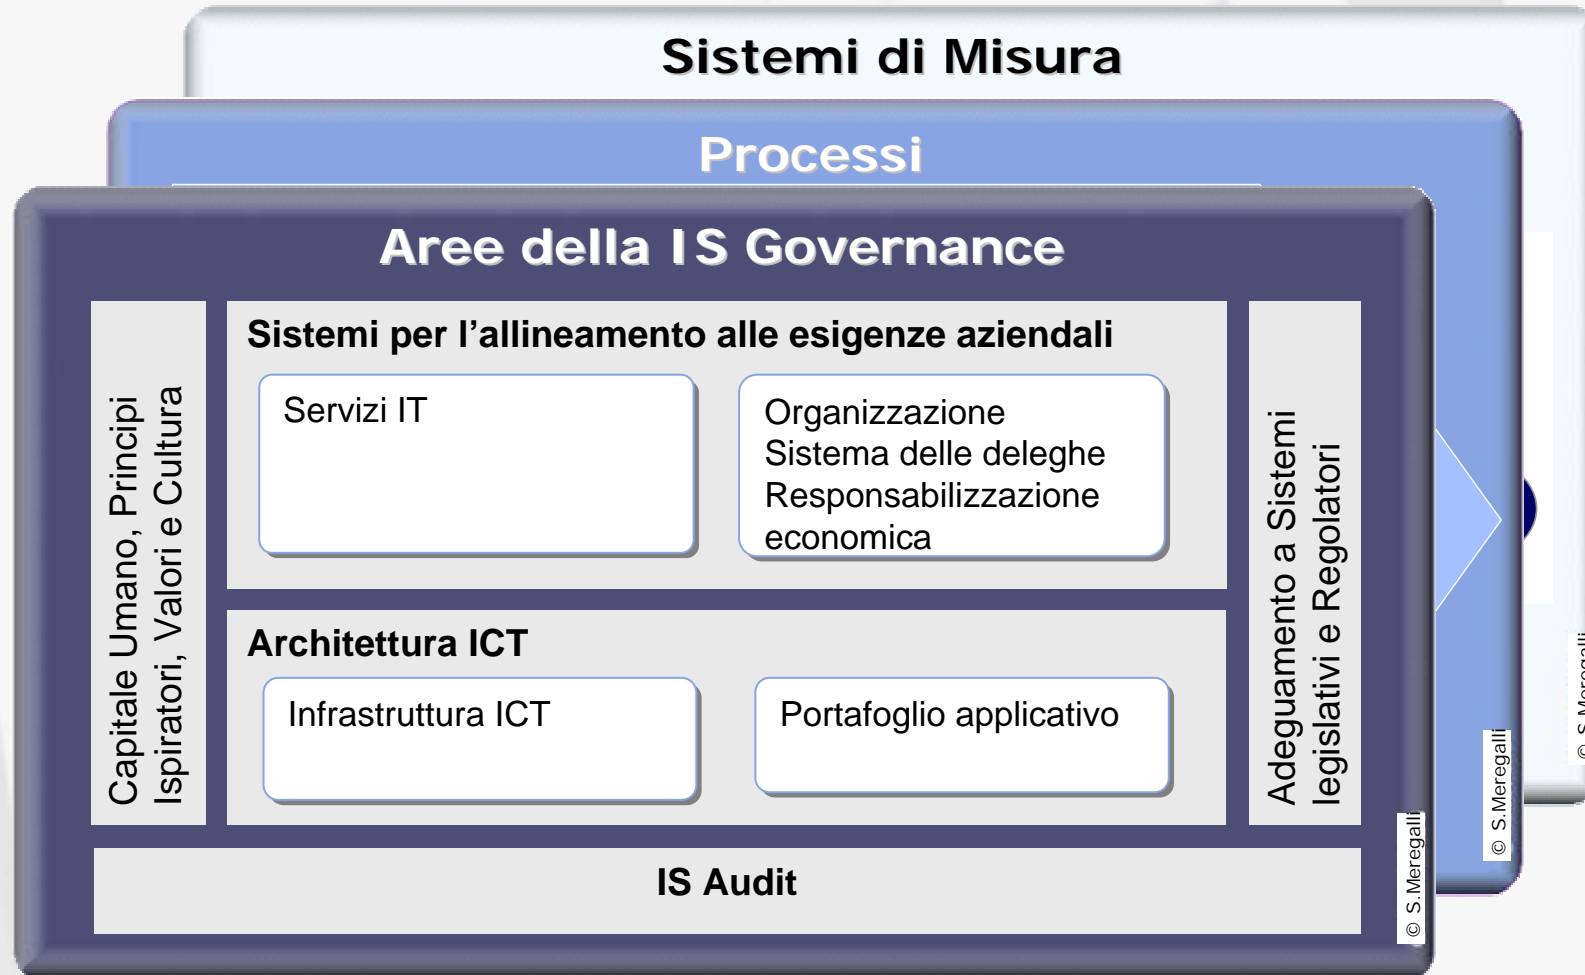 Sistemi di Misura
Processi
Aree della IS Governance
Capitale Umano, Principi
Ispiratori, Valori e Cultura
Sistemi per l’allineamento alle esigenze aziendali
Servizi IT
Organizzazione
Sistema delle deleghe
Responsabilizzazione
economica
Architettura ICT
Infrastruttura ICT
Portafoglio applicativo
Adeguamento a Sistemi
legislativi e Regolatori
IS Audit
© S.Meregalli
© S.Meregalli
© S.Meregalli